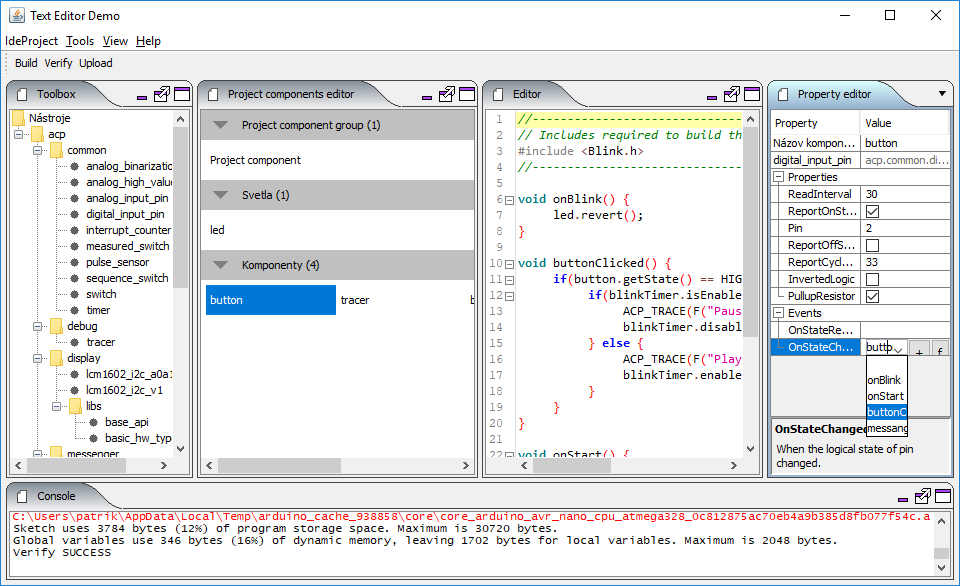 Text Editor Demo
IdeProject Tools View Help
Build Verify Upload
Toolbox
Nástroje
acp
common
analog_binarizatio
analog_high_value
analog_input_pin
digital_input_pin
interrupt_counter
measured_switch
pulse_sensor
sequence_switch
switch
timer
debug
tracer
display
lcm1602_i2c_a0a1
lcm1602_i2c_v1
libs
base_api
basic_hw_typ
messenger
Project components editor
Project component group (1)
Project component
Svetla (1)
led
Komponenty (4)
button tracer b
Editor
1 //------------------------------
2 // Includes required to build th
3 #include <Blink.h>
4 //------------------------------
5
6 void onBlink() {
7 led.revert();
8 }
9
10 void buttonClicked() {
11 if(button.getState() == HIG
12 if(blinkTimer.isEnable
13 ACP_TRACE(F("Paus
14 blinkTimer.disabl
15 } else {
16 ACP_TRACE(F("Play
17 blinkTimer.enable
18 }
19 }
20 }
21
22 void onStart() {
Property editor
Property Value
Názov kompon... button
digital_input_pin acp.common.di...
Properties
ReadInterval 30
ReportOnSt...
Pin 2
ReportOffS...
ReportCycl... 33
InvertedLogic
PullupResistor
Events
OnStateRe...
OnStateCh... butto + f
onBlink
onStart
buttonC
messang
OnStateChanged
When the logical state of pin
changed.
Console
C:\Users\patrik\AppData\Local\Temp\arduino_cache_938858\core\core_arduino_avr_nano_cpu_atmega328_0c812875ac70eb4a9b385d8fb077f54c.a
Sketch uses 3784 bytes (12%) of program storage space. Maximum is 30720 bytes.
Global variables use 346 bytes (16%) of dynamic memory, leaving 1702 bytes for local variables. Maximum is 2048 bytes.
Verify SUCCESS